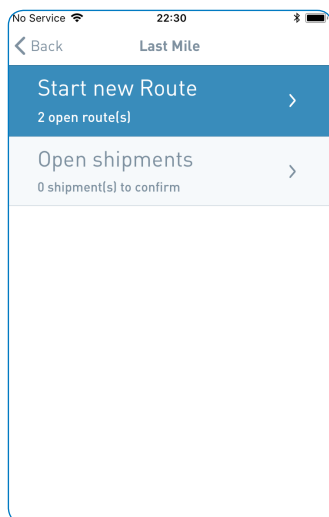 No Service 22:30
Back Last Mile
Start new Route
2 open route(s)
Open shipments
0 shipment(s) to confirm